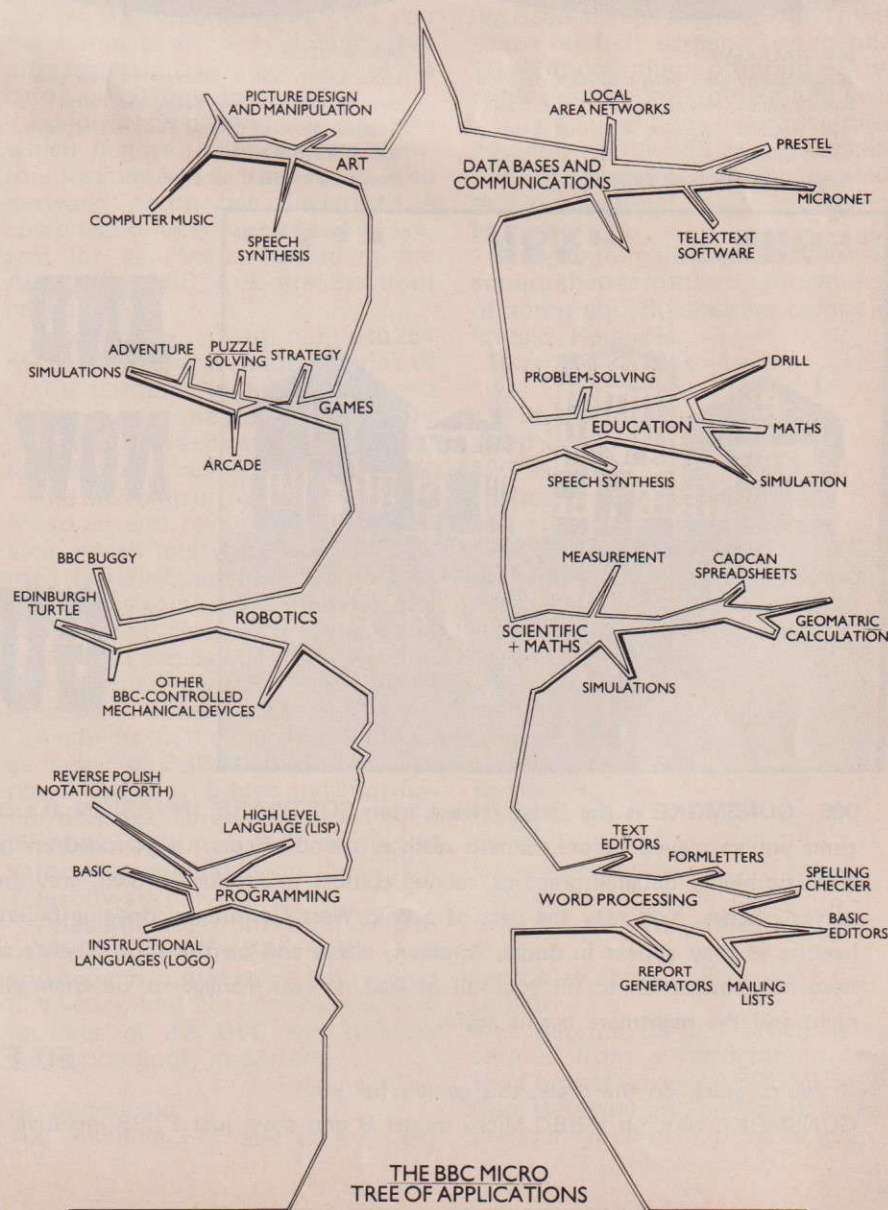 PICTURE DESIGN
AND MANIPULATION
ART
COMPUTER MUSIC
SPEECH
SYNTHESIS
LOCAL
AREA NETWORKS
PRESTEL
DATA BASES AND
COMMUNICATIONS
MICRONET
TELEXTEXT
SOFTWARE
ADVENTURE
PUZZLE
SOLVING
STRATEGY
SIMULATIONS
GAMES
ARCADE
PROBLEM-SOLVING
DRILL
EDUCATION
MATHS
SPEECH SYNTHESIS
SIMULATION
BBC BUGGY
EDINBURGH
TURTLE
ROBOTICS
OTHER
BBC-CONTROLLED
MECHANICAL DEVICES
MEASUREMENT
CADCAN
SPREADSHEETS
SCIENTIFIC
+ MATHS
GEOMATRIC
CALCULATION
SIMULATIONS
REVERSE POLISH
NOTATION (FORTH)
HIGH LEVEL
LANGUAGE (LISP)
BASIC
PROGRAMMING
INSTRUCTIONAL
LANGUAGES (LOGO)
TEXT
EDITORS
FORMLETTERS
SPELLING
CHECKER
WORD PROCESSING
BASIC
EDITORS
REPORT
GENERATORS
MAILING
LISTS
THE BBC MICRO
TREE OF APPLICATIONS